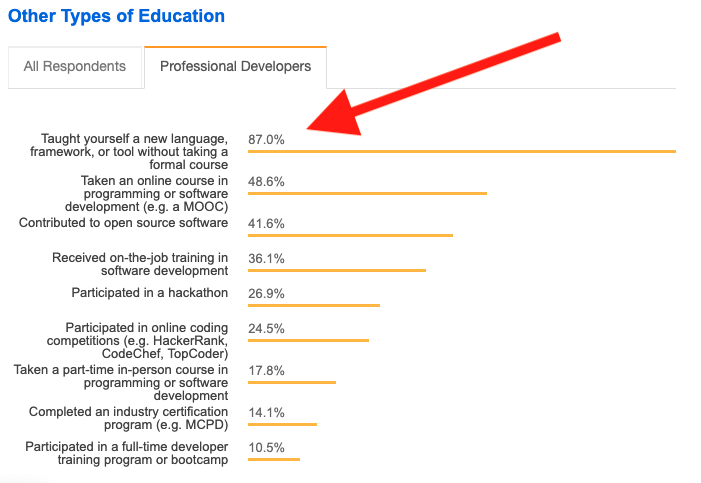 Other Types of Education
All Respondents
Professional Developers
Taught yourself a new language,
framework, or tool without taking a
formal course
87.0%
Taken an online course in
programming or software
development (e.g. a MOOC)
48.6%
Contributed to open source software
41.6%
Received on-the-job training in
software development
36.1%
Participated in a hackathon
26.9%
Participated in online coding
competitions (e.g. HackerRank,
CodeChef, TopCoder)
24.5%
Taken a part-time in-person course in
programming or software
development
17.8%
Completed an industry certification
program (e.g. MCPD)
14.1%
Participated in a full-time developer
training program or bootcamp
10.5%